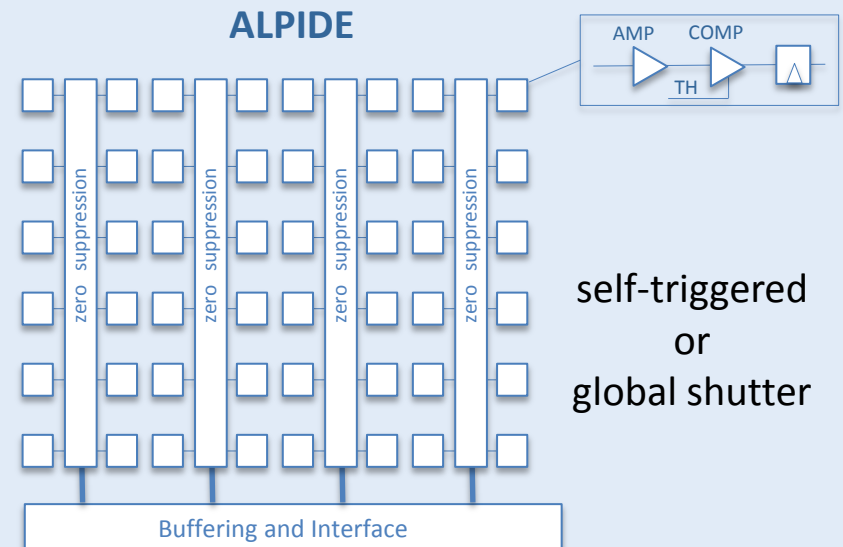 ALPIDE
AMP COMP
TH
zero suppression
zero suppression
zero suppression
zero suppression
self-triggered
or
global shutter
Buffering and Interface